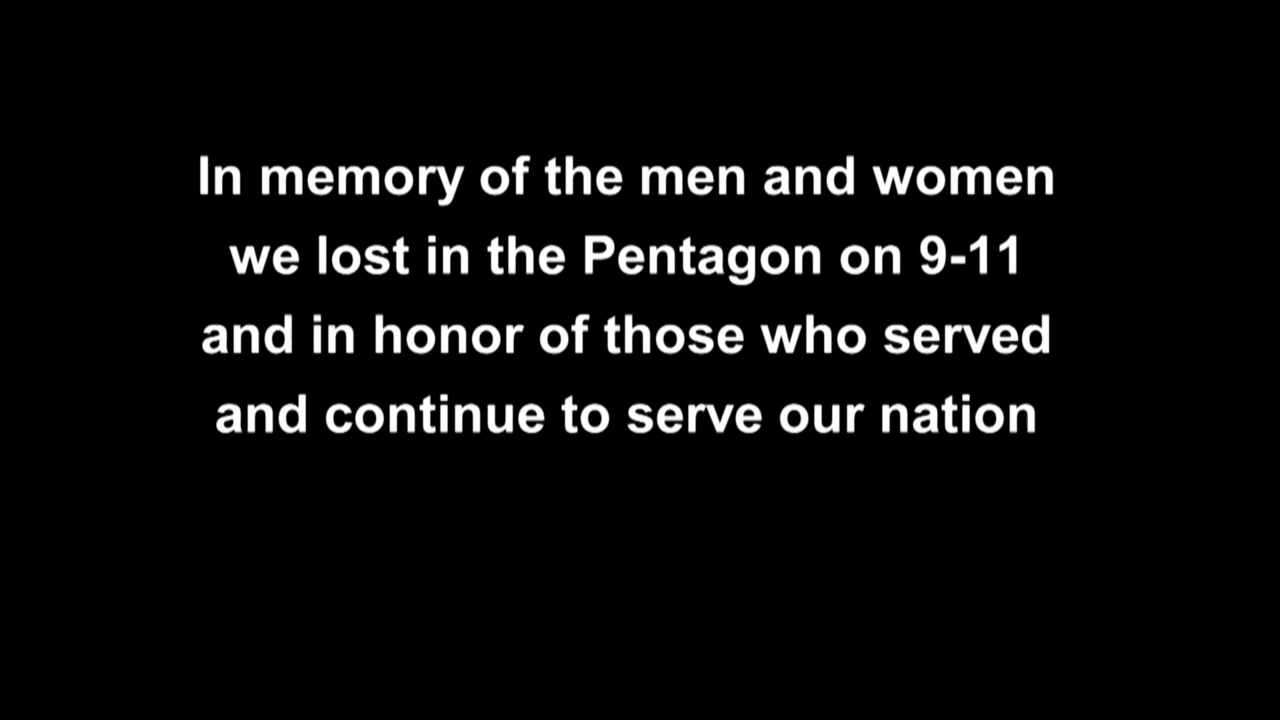 In memory of the men and women
we lost in the Pentagon on 9-11
and in honor of those who served
and continue to serve our nation